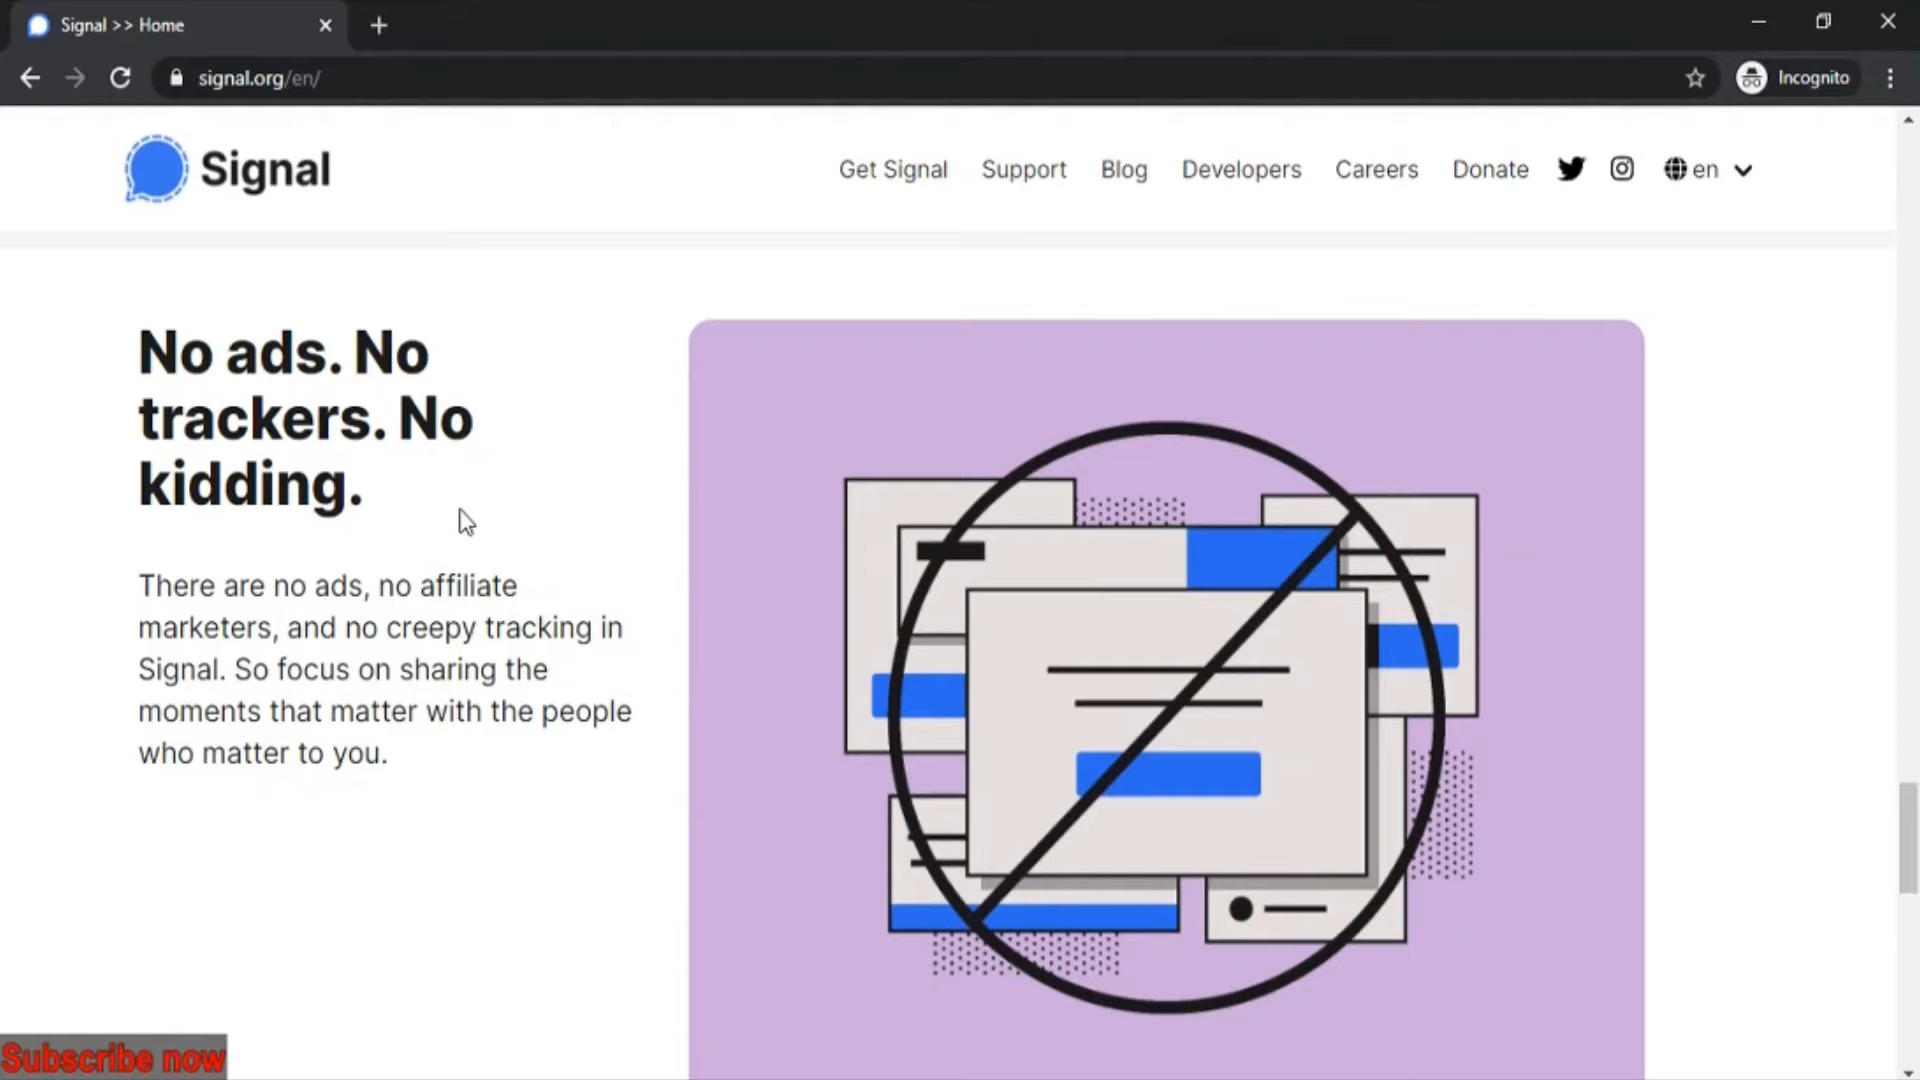 Signal >> Home
signal.org/en/
Incognito
Signal
Get Signal Support Blog Developers Careers Donate en
No ads. No
trackers. No
kidding.
There are no ads, no affiliate
marketers, and no creepy tracking in
Signal. So focus on sharing the
moments that matter with the people
who matter to you.
Subscribe now